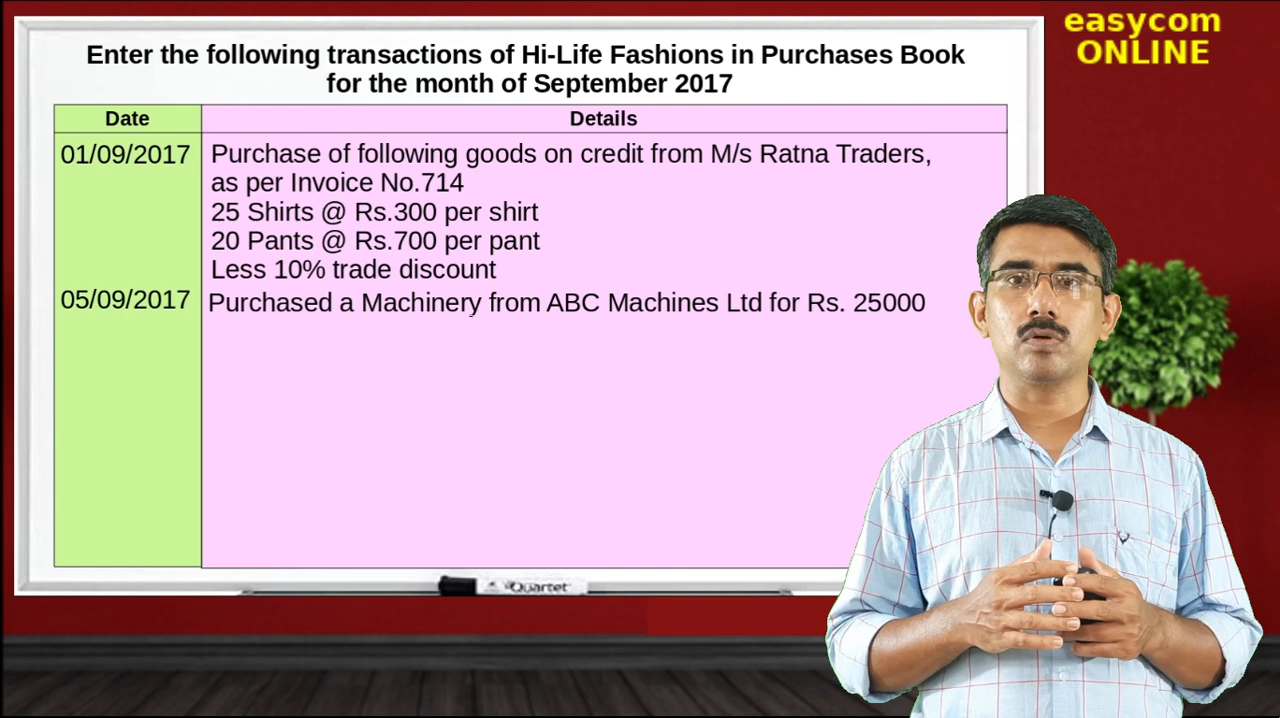 easycom
ONLINE
Enter the following transactions of Hi-Life Fashions in Purchases Book
for the month of September 2017
Date Details
01/09/2017 Purchase of following goods on credit from M/s Ratna Traders,
as per Invoice No.714
25 Shirts @ Rs.300 per shirt
20 Pants @ Rs.700 per pant
Less 10% trade discount
05/09/2017 Purchased a Machinery from ABC Machines Ltd for Rs. 25000
Quartet